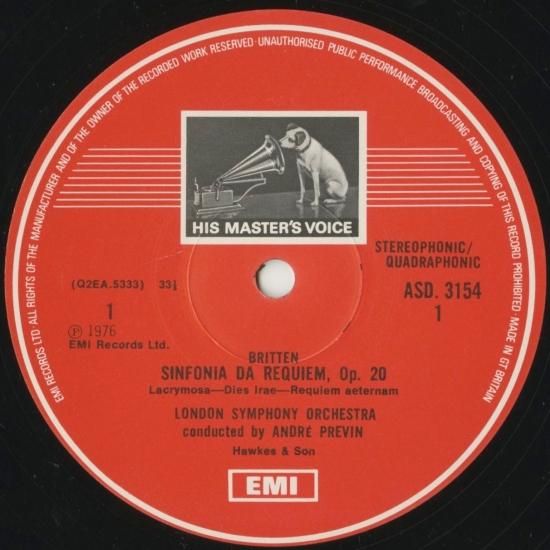 EMI RECORDS LTD ALL RIGHTS OF THE MANUFACTURER AND OF THE OWNER OF THE RECORDED WORK RESERVED·UNAUTHORISED PUBLIC PERFORMANCE BROADCASTING AND COPYING OF THIS RECORD PROHIBITED·MADE IN GT BRITAIN
HIS MASTER'S VOICE
STEREOPHONIC/
QUADRAPHONIC
(Q2EA.5333) 33⅓
ASD. 3154
1
1
Ⓟ 1976
EMI Records Ltd.
BRITTEN
SINFONIA DA REQUIEM, Op. 20
Lacrymosa—Dies Irae—Requiem aeternam
LONDON SYMPHONY ORCHESTRA
conducted by ANDRÉ PREVIN
Hawkes & Son
EMI